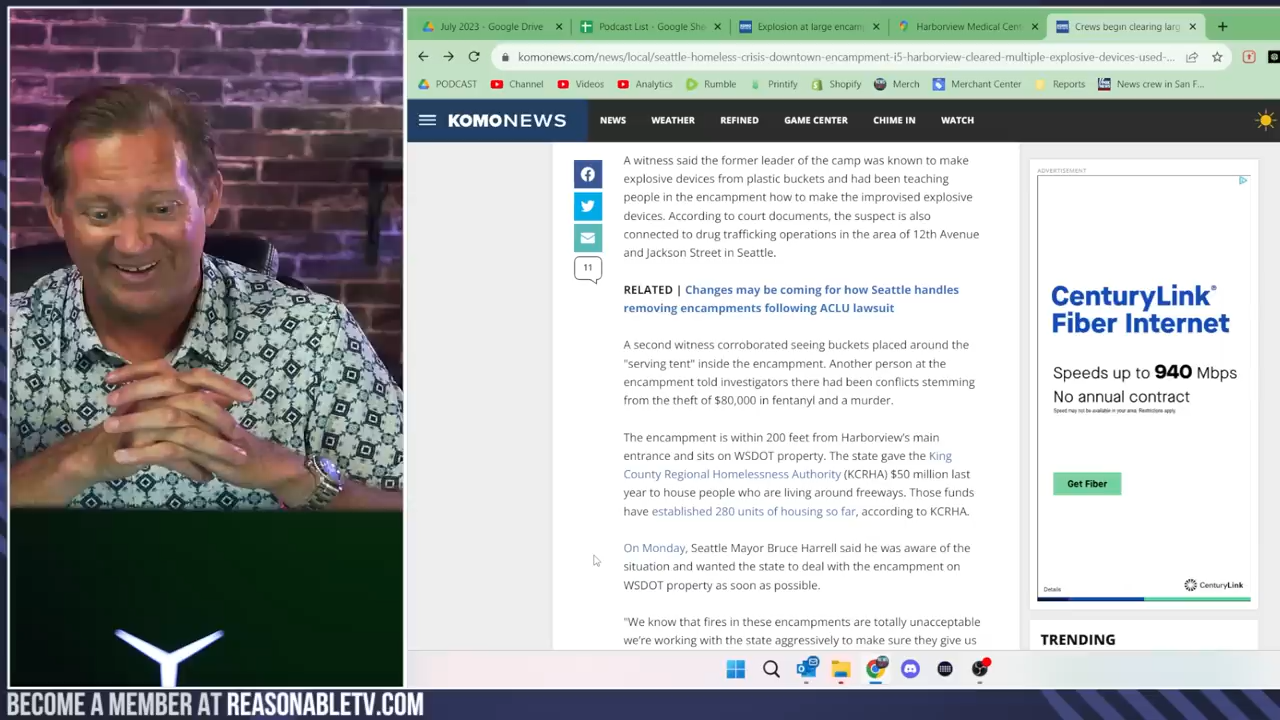 July 2023 - Google Drive
Podcast List - Google She
Explosion at large encam
Harborview Medical Cent
Crews begin clearing larg
komonews.com/news/local/seattle-homeless-crisis-downtown-encampment-i5-harborview-cleared-multiple-explosive-devices-used-...
PODCAST
Channel
Videos
Analytics
Rumble
Printify
Shopify
Merch
Merchant Center
Reports
News crew in San F...
KOMO NEWS
NEWS
WEATHER
REFINED
GAME CENTER
CHIME IN
WATCH
11
A witness said the former leader of the camp was known to make
explosive devices from plastic buckets and had been teaching
people in the encampment how to make the improvised explosive
devices. According to court documents, the suspect is also
connected to drug trafficking operations in the area of 12th Avenue
and Jackson Street in Seattle.
RELATED | Changes may be coming for how Seattle handles
removing encampments following ACLU lawsuit
A second witness corroborated seeing buckets placed around the
"serving tent" inside the encampment. Another person at the
encampment told investigators there had been conflicts stemming
from the theft of $80,000 in fentanyl and a murder.
The encampment is within 200 feet from Harborview's main
entrance and sits on WSDOT property. The state gave the King
County Regional Homelessness Authority (KCRHA) $50 million last
year to house people who are living around freeways. Those funds
have established 280 units of housing so far, according to KCRHA.
On Monday, Seattle Mayor Bruce Harrell said he was aware of the
situation and wanted the state to deal with the encampment on
WSDOT property as soon as possible.
"We know that fires in these encampments are totally unacceptable
we're working with the state aggressively to make sure they give us
ADVERTISEMENT
CenturyLink®
Fiber Internet
Speeds up to 940 Mbps
No annual contract
Speed may not be available in your area. Restrictions apply.
Get Fiber
Details
CenturyLink
TRENDING
BECOME A MEMBER AT REASONABLETV.COM